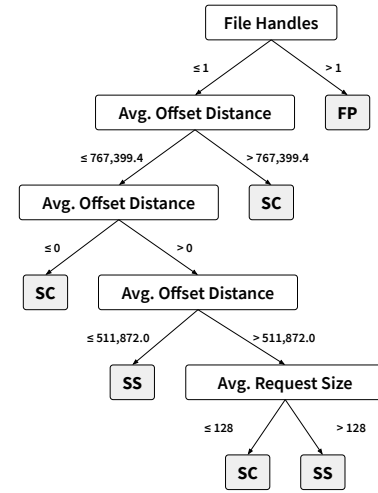 File Handles
≤ 1
> 1
Avg. Offset Distance
FP
≤ 767,399.4
> 767,399.4
Avg. Offset Distance
SC
≤ 0
> 0
SC
Avg. Offset Distance
≤ 511,872.0
> 511,872.0
SS
Avg. Request Size
≤ 128
> 128
SC
SS